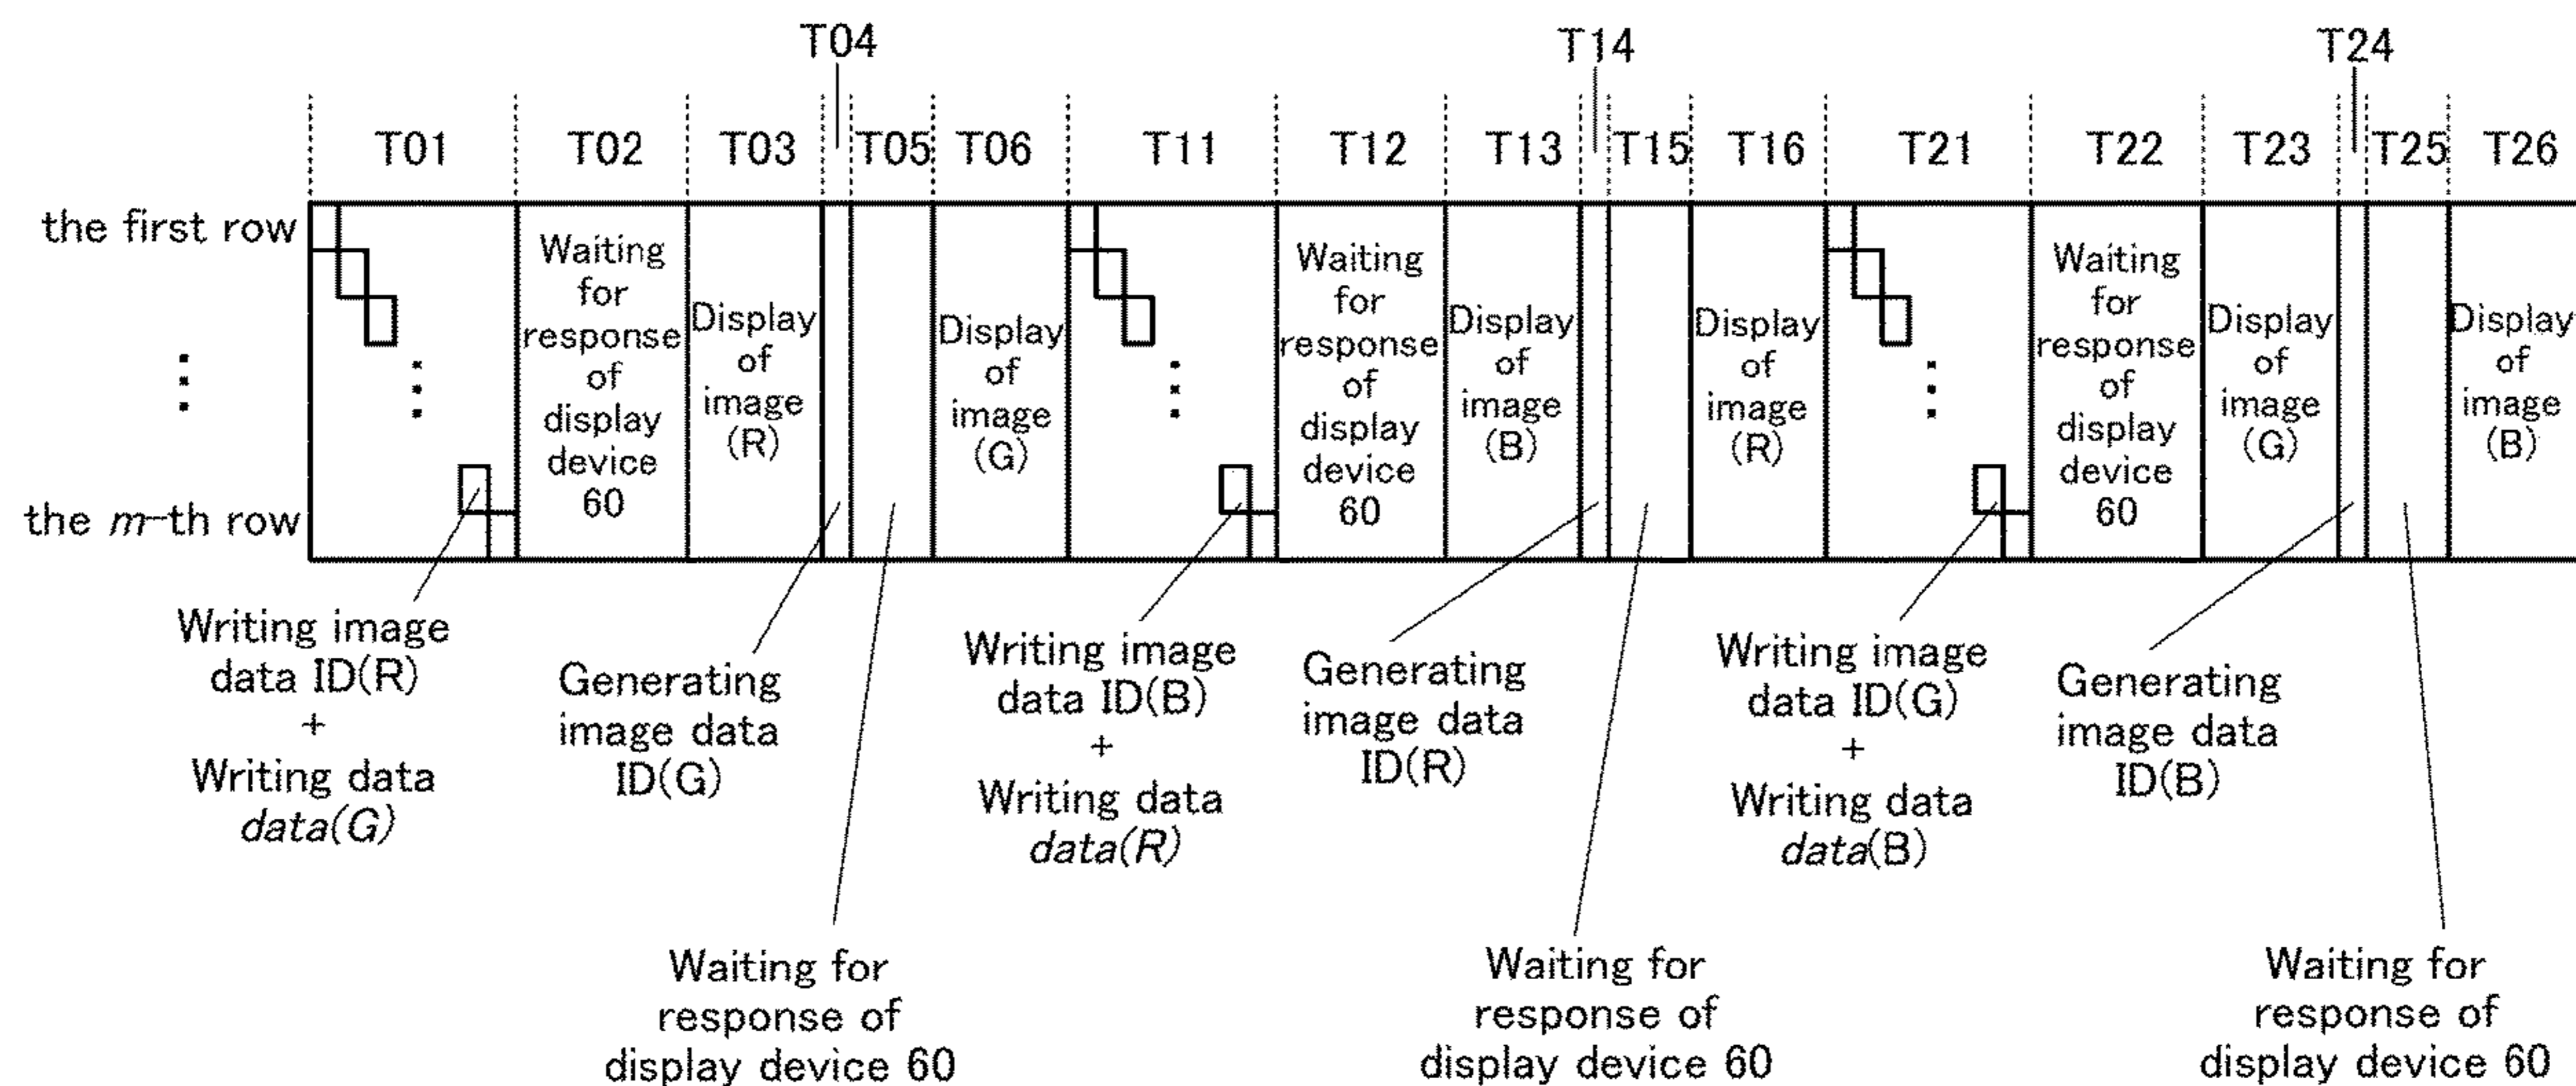 T04
T14
T24
T01
T02
T03
T05
T06
T11
T12
T13
T15
T16
T21
T22
T23
T25
T26
the first row
the m-th row
Waiting
for
response
of
display
device
60
Display
of
image
(R)
Display
of
image
(G)
Waiting
for
response
of
display
device
60
Display
of
image
(B)
Display
of
image
(R)
Waiting
for
response
of
display
device
60
Display
of
image
(G)
Display
of
image
(B)
Writing image
data ID(R)
+
Writing data
data(G)
Generating
image data
ID(G)
Writing image
data ID(B)
+
Writing data
data(R)
Generating
image data
ID(R)
Writing image
data ID(G)
+
Writing data
data(B)
Generating
image data
ID(B)
Waiting for
response of
display device 60
Waiting for
response of
display device 60
Waiting for
response of
display device 60